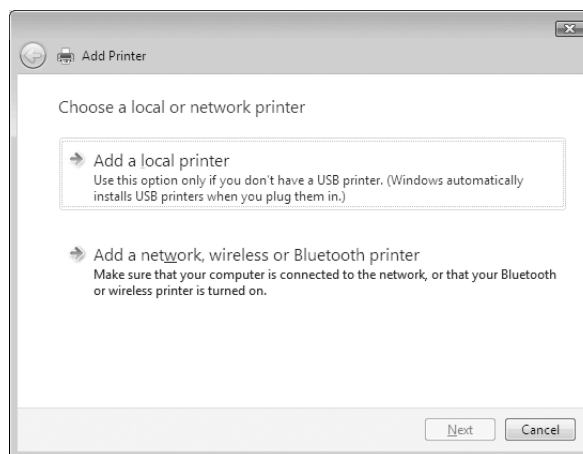 Add Printer
Choose a local or network printer
Add a local printer
Use this option only if you don't have a USB printer. (Windows automatically
installs USB printers when you plug them in.)
Add a network, wireless or Bluetooth printer
Make sure that your computer is connected to the network, or that your Bluetooth
or wireless printer is turned on.
Next Cancel